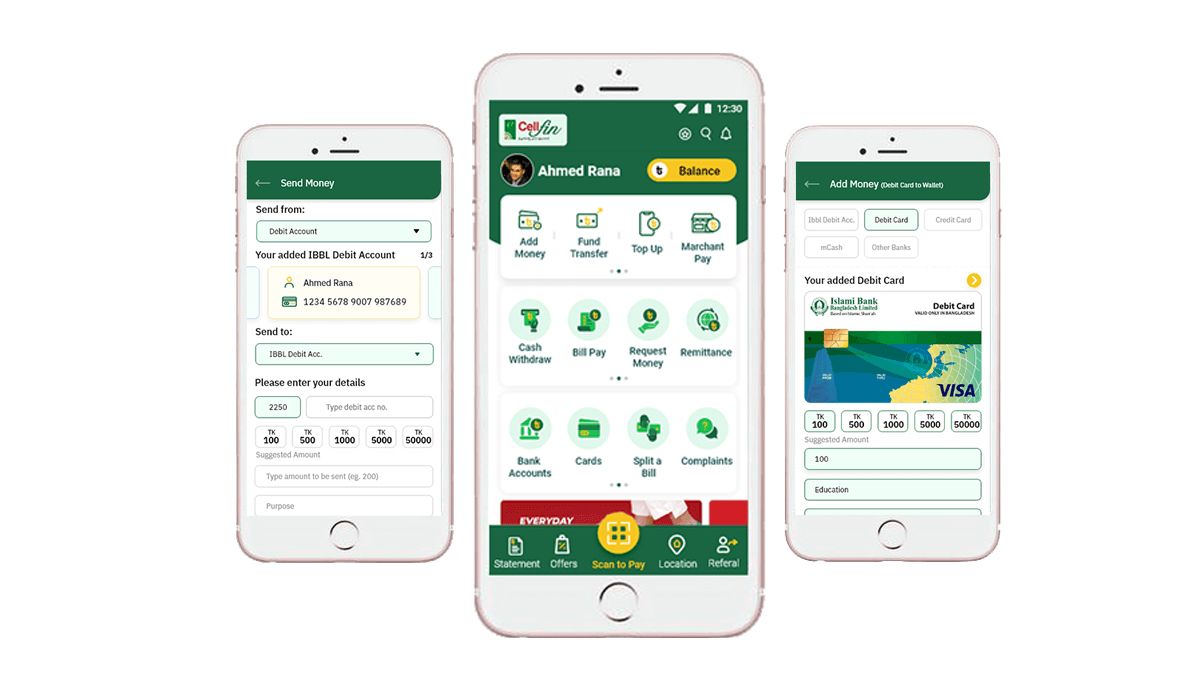 Send Money
Send from:
Debit Account
Your added IBBL Debit Account 1/3
Ahmed Rana
1234 5678 9007 987689
Send to:
IBBL Debit Acc.
Please enter your details
2250 Type debit acc no.
TK TK TK TK TK
100 500 1000 5000 50000
Suggested Amount
Type amount to be sent (eg. 200)
Purpose
12:30
Cellfin
Ahmed Rana
Balance
Add Fund Top Up Marchant
Money Transfer Pay
Cash Bill Pay Request Remittance
Withdraw Money
Bank Cards Split a Complaints
Accounts Bill
EVERYDAY
Statement Offers Scan to Pay Location Referal
Add Money (Debit Card to Wallet)
Ibbl Debit Acc. Debit Card Credit Card
mCash Other Banks
Your added Debit Card
Islami Bank
Bangladesh Limited
Based on Islamic Shari'ah
Debit Card
VALID ONLY IN BANGLADESH
VISA
TK TK TK TK TK
100 500 1000 5000 50000
Suggested Amount
100
Education